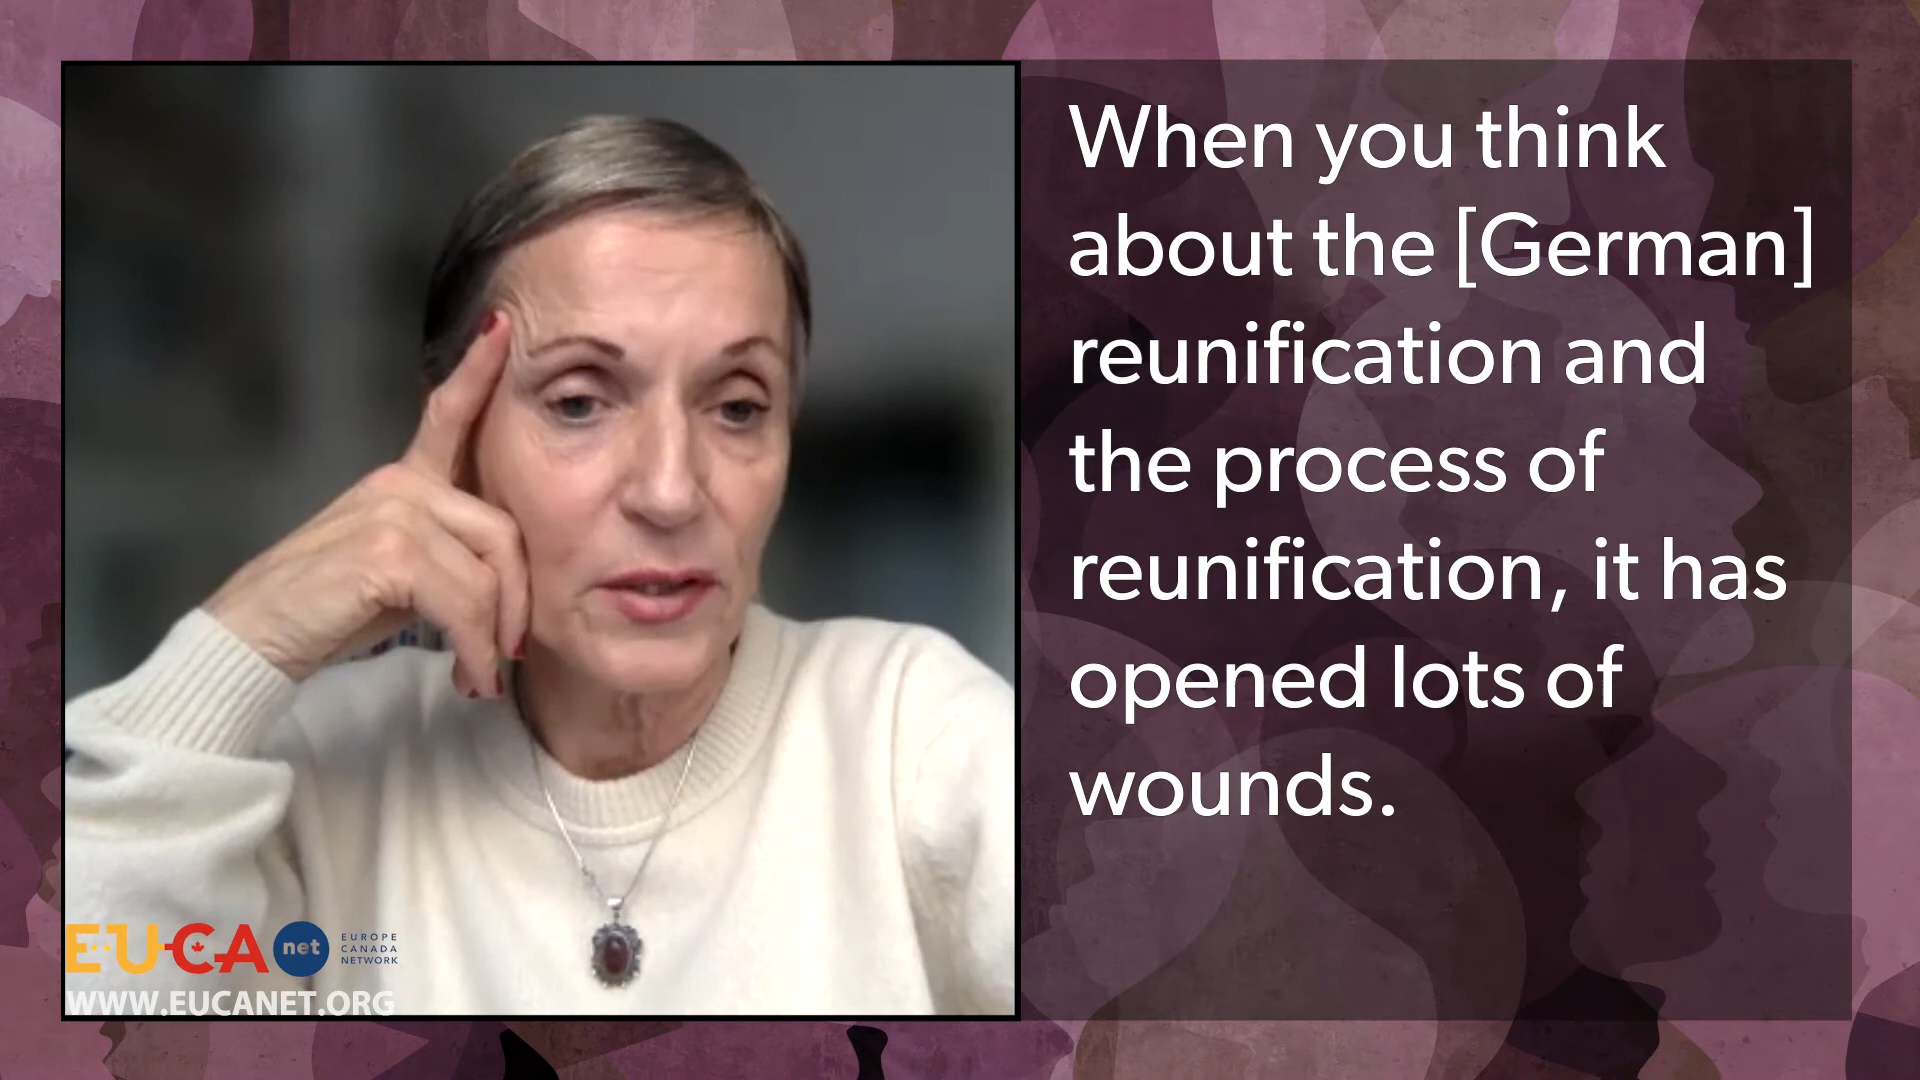 When you think
about the [German]
reunification and
the process of
reunification, it has
opened lots of
wounds.
EU-CA net
EUROPE
CANADA
NETWORK
WWW.EUCANET.ORG